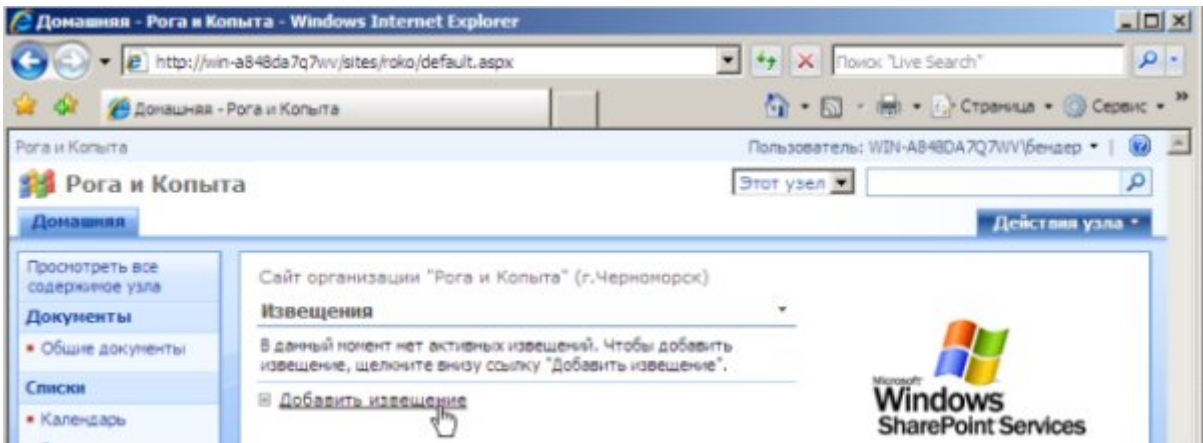 Домашняя - Рога и Копыта - Windows Internet Explorer
http://win-a848da7q7wv/sites/roko/default.aspx
Поиск "Live Search"
Домашняя - Рога и Копыта
Страница
Сервис
»
Рога и Копыта
Пользователь: WIN-A848DA7Q7WV\бендер
Рога и Копыта
Этот узел
Домашняя
Действия узла
Просмотреть все
содержимое узла
Документы
Общие документы
Списки
Календарь
Сайт организации "Рога и Копыта" (г.Черноморск)
Извещения
В данный момент нет активных извещений. Чтобы добавить
извещение, щелкните внизу ссылку "Добавить извещение".
Добавить извещение
Microsoft
Windows
SharePoint Services